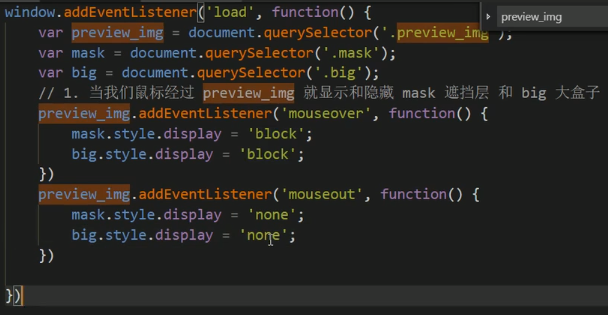 window.addEventListener('load', function() {
preview_img
var preview_img = document.querySelector('.preview_img');
var mask = document.querySelector('.mask');
var big = document.querySelector('.big');
// 1. 当我们鼠标经过 preview_img 就显示和隐藏 mask 遮挡层 和 big 大盒子
preview_img.addEventListener('mouseover', function() {
mask.style.display = 'block';
big.style.display = 'block';
})
preview_img.addEventListener('mouseout', function() {
mask.style.display = 'none';
big.style.display = 'none';
})
})